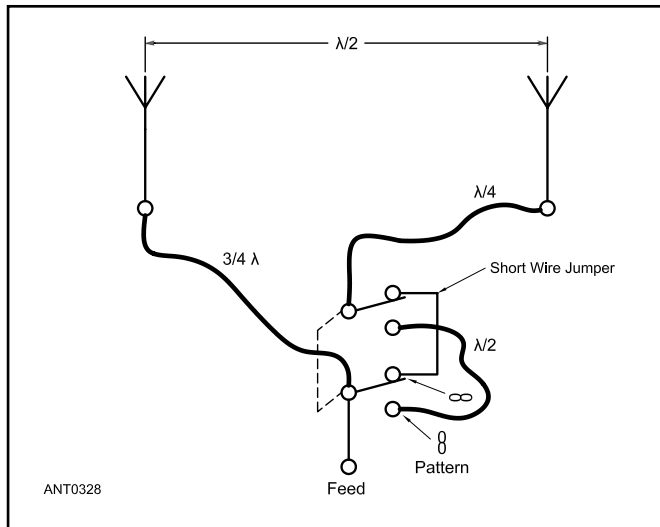 λ/2
λ/4
3/4 λ
Short Wire Jumper
λ/2
Pattern
Feed
ANT0328